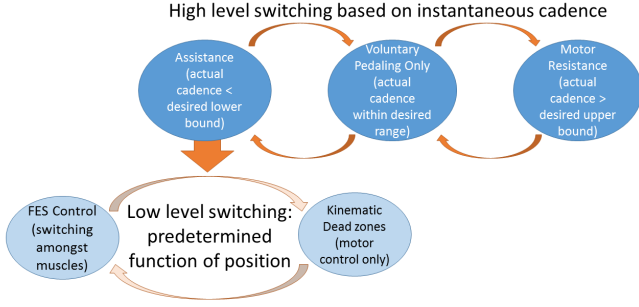 High level switching based on instantaneous cadence
Assistance
(actual
cadence <
desired lower
bound)
Voluntary
Pedaling Only
(actual
cadence
within desired
range)
Motor
Resistance
(actual
cadence >
desired upper
bound)
FES Control
(switching
amongst
muscles)
Low level switching:
predetermined
function of position
Kinematic
Dead zones
(motor
control only)